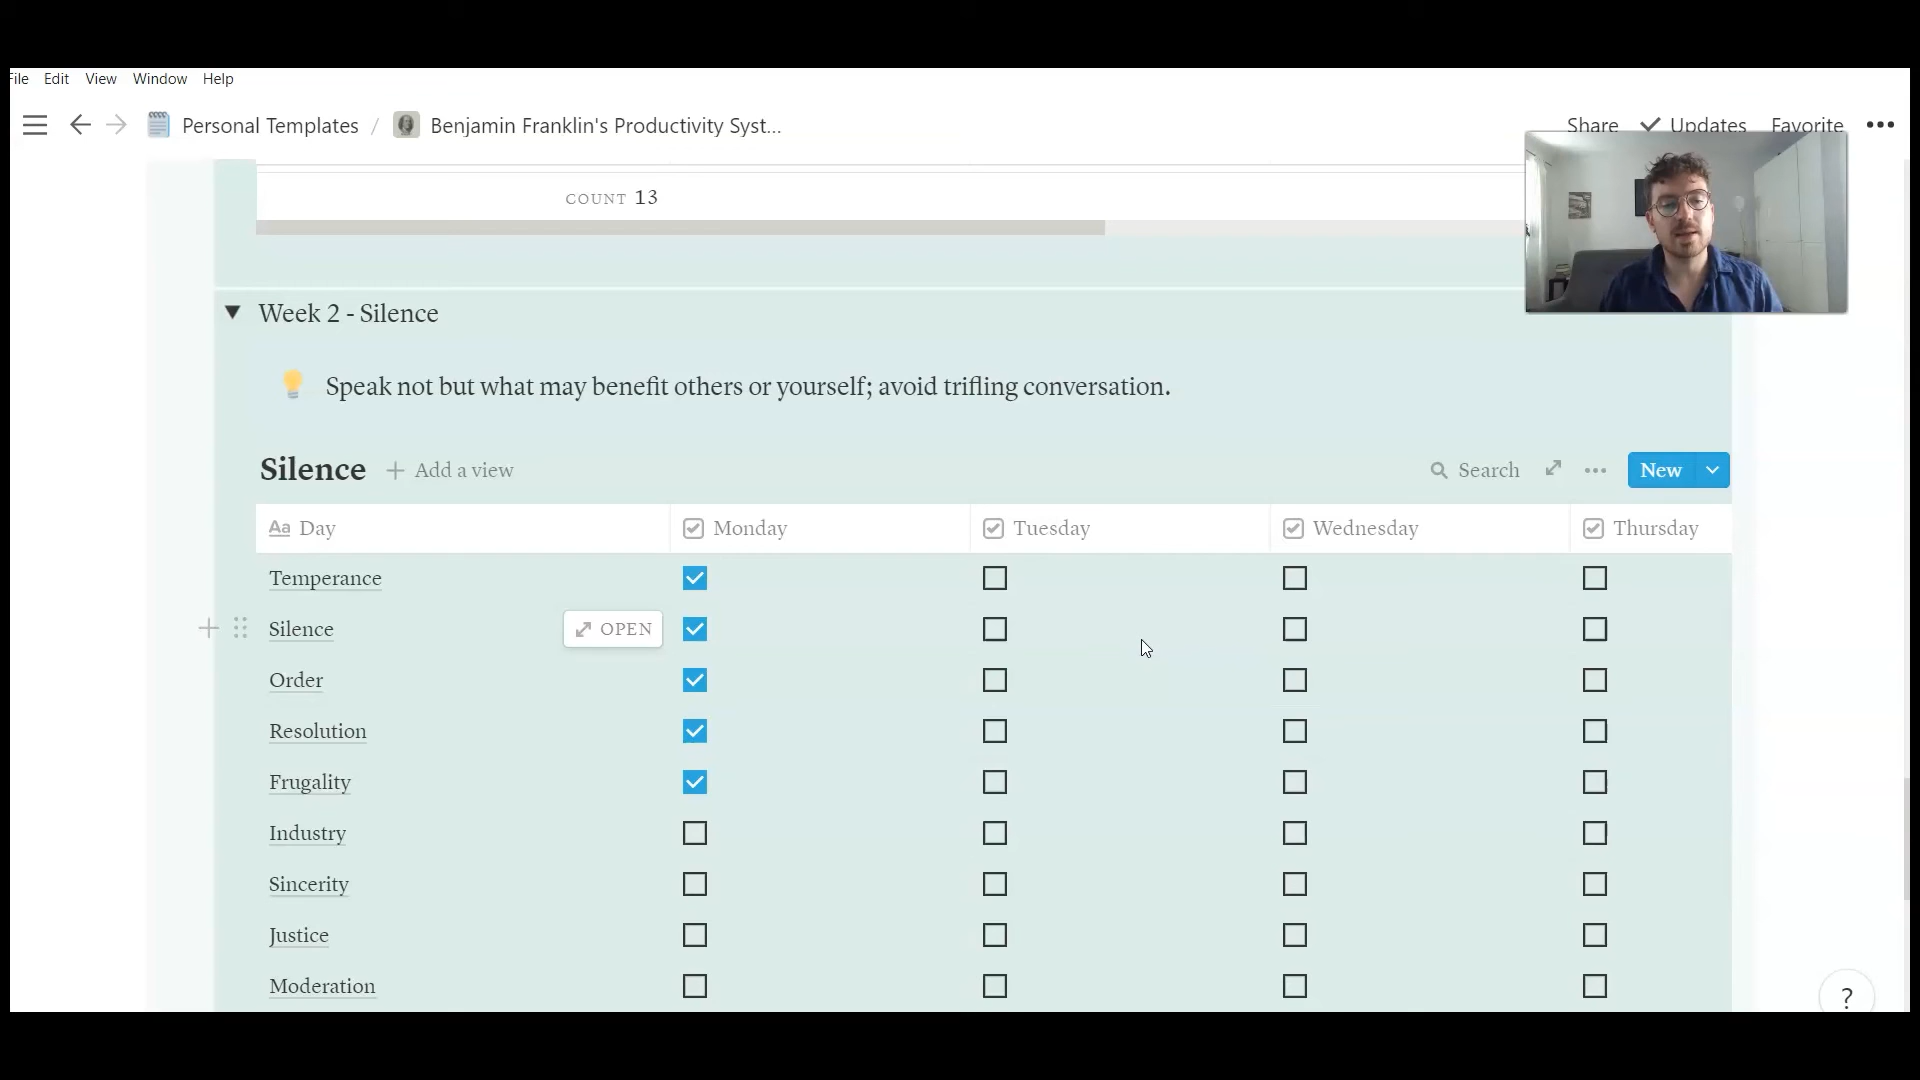 File Edit View Window Help
Personal Templates / Benjamin Franklin's Productivity Syst...
Share Updates Favorite
COUNT 13
Week 2 - Silence
Speak not but what may benefit others or yourself; avoid trifling conversation.
Silence + Add a view
Search New
Aa Day Monday Tuesday Wednesday Thursday
Temperance
Silence OPEN
Order
Resolution
Frugality
Industry
Sincerity
Justice
Moderation
?